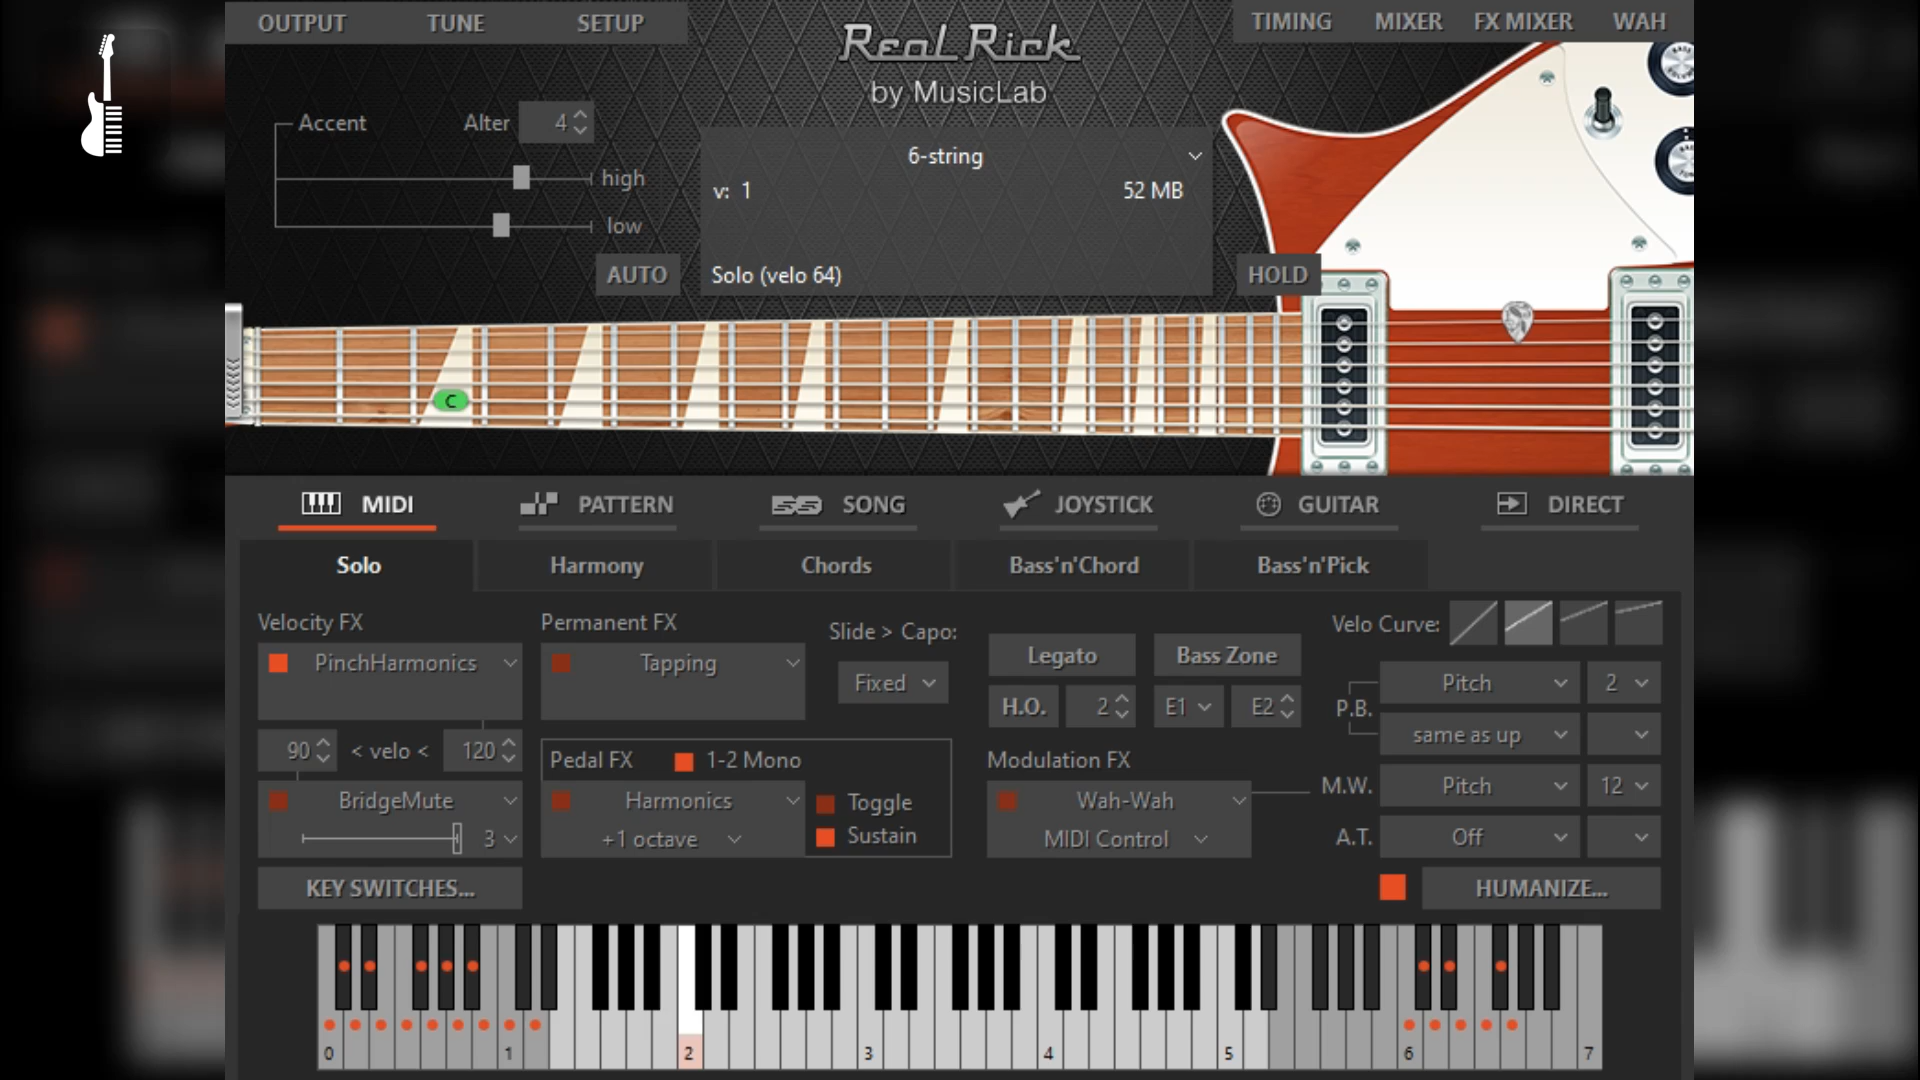 OUTPUT TUNE SETUP
Real Rick
by MusicLab
TIMING MIXER FX MIXER WAH
Accent Alter 4
high
low
AUTO
6-string
v: 1 52 MB
Solo (velo 64)
HOLD
C
MIDI PATTERN SONG JOYSTICK GUITAR DIRECT
Solo Harmony Chords Bass'n'Chord Bass'n'Pick
Velocity FX
PinchHarmonics
90 < velo < 120
BridgeMute
3
KEY SWITCHES...
Permanent FX
Tapping
Pedal FX 1-2 Mono
Harmonics
+1 octave
Toggle
Sustain
Slide > Capo:
Fixed
Legato Bass Zone
H.O. 2 E1 E2
Modulation FX
Wah-Wah
MIDI Control
Velo Curve:
P.B.
Pitch 2
same as up
M.W. Pitch 12
A.T. Off
HUMANIZE...
0 1 2 3 4 5 6 7